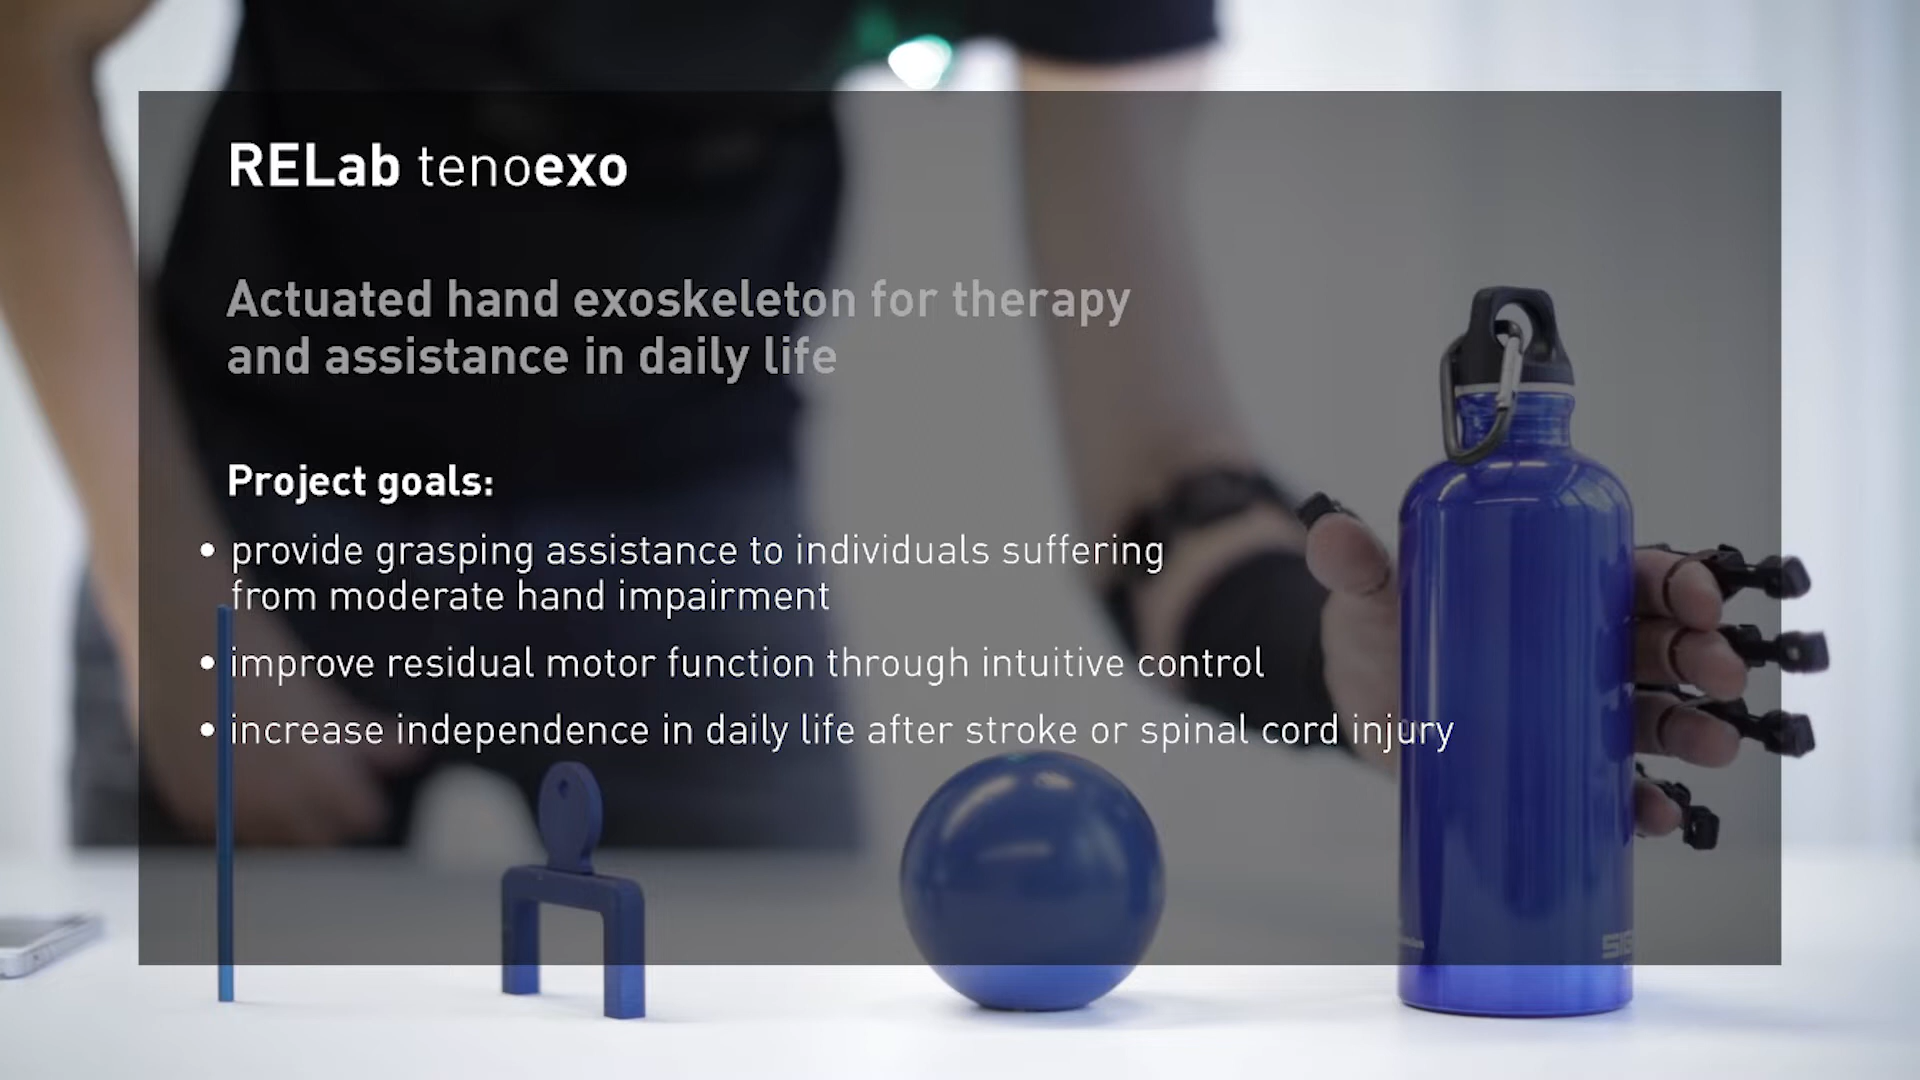 RELab tenoexo
Actuated hand exoskeleton for therapy
and assistance in daily life
Project goals:
• provide grasping assistance to individuals suffering
from moderate hand impairment
• improve residual motor function through intuitive control
• increase independence in daily life after stroke or spinal cord injury